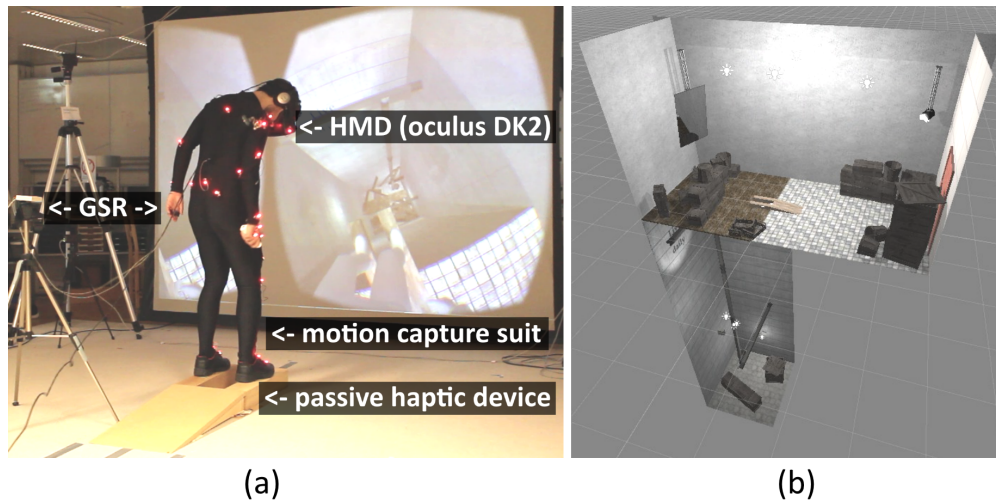 <- HMD (oculus DK2)
<- GSR ->
<- motion capture suit
<- passive haptic device
(a)
(b)